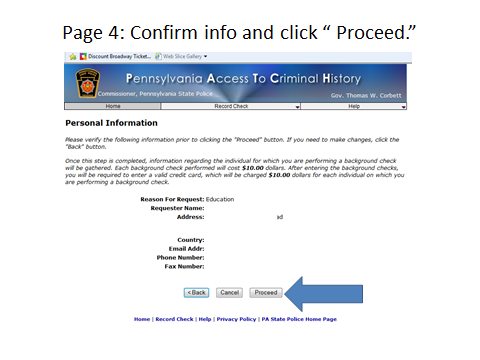 Page 4: Confirm info and click “ Proceed.”
Discount Broadway Ticket... Web Slice Gallery
Pennsylvania Access To Criminal History
Commissioner, Pennsylvania State Police
Gov. Thomas W. Corbett
Home Record Check Help
Personal Information
Please verify the following information prior to clicking the "Proceed" button. If you need to make changes, click the
"Back" button.
Once this step is completed, information regarding the individual for which you are performing a background check
will be gathered. Each background check performed will cost $10.00 dollars. After entering the background checks,
you will be required to enter a valid credit card, which will be charged $10.00 dollars for each individual on which you
are performing a background check.
Reason For Request: Education
Requester Name:
Address: ad
Country:
Email Addr:
Phone Number:
Fax Number:
< Back Cancel Proceed
Home | Record Check | Help | Privacy Policy | PA State Police Home Page